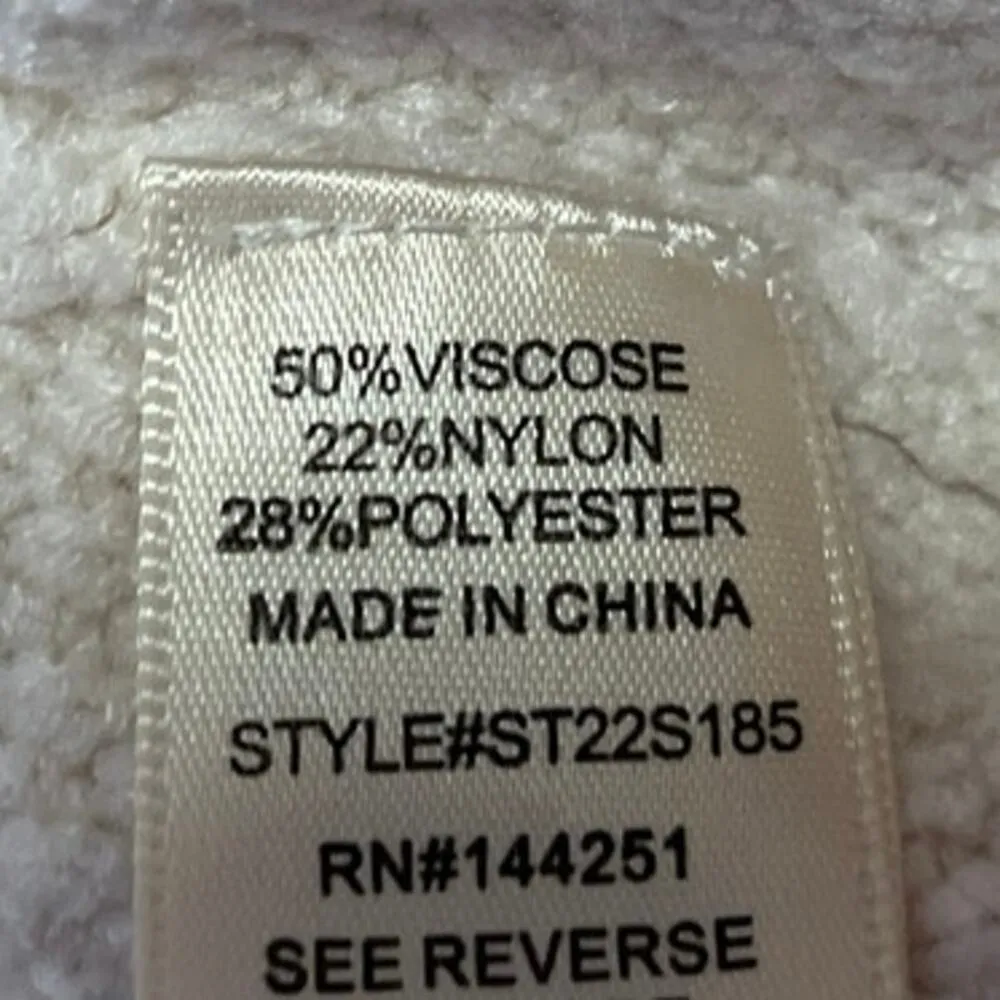 50%VISCOSE
22%NYLON
28%POLYESTER
MADE IN CHINA
STYLE#ST22S185
RN#144251
SEE REVERSE